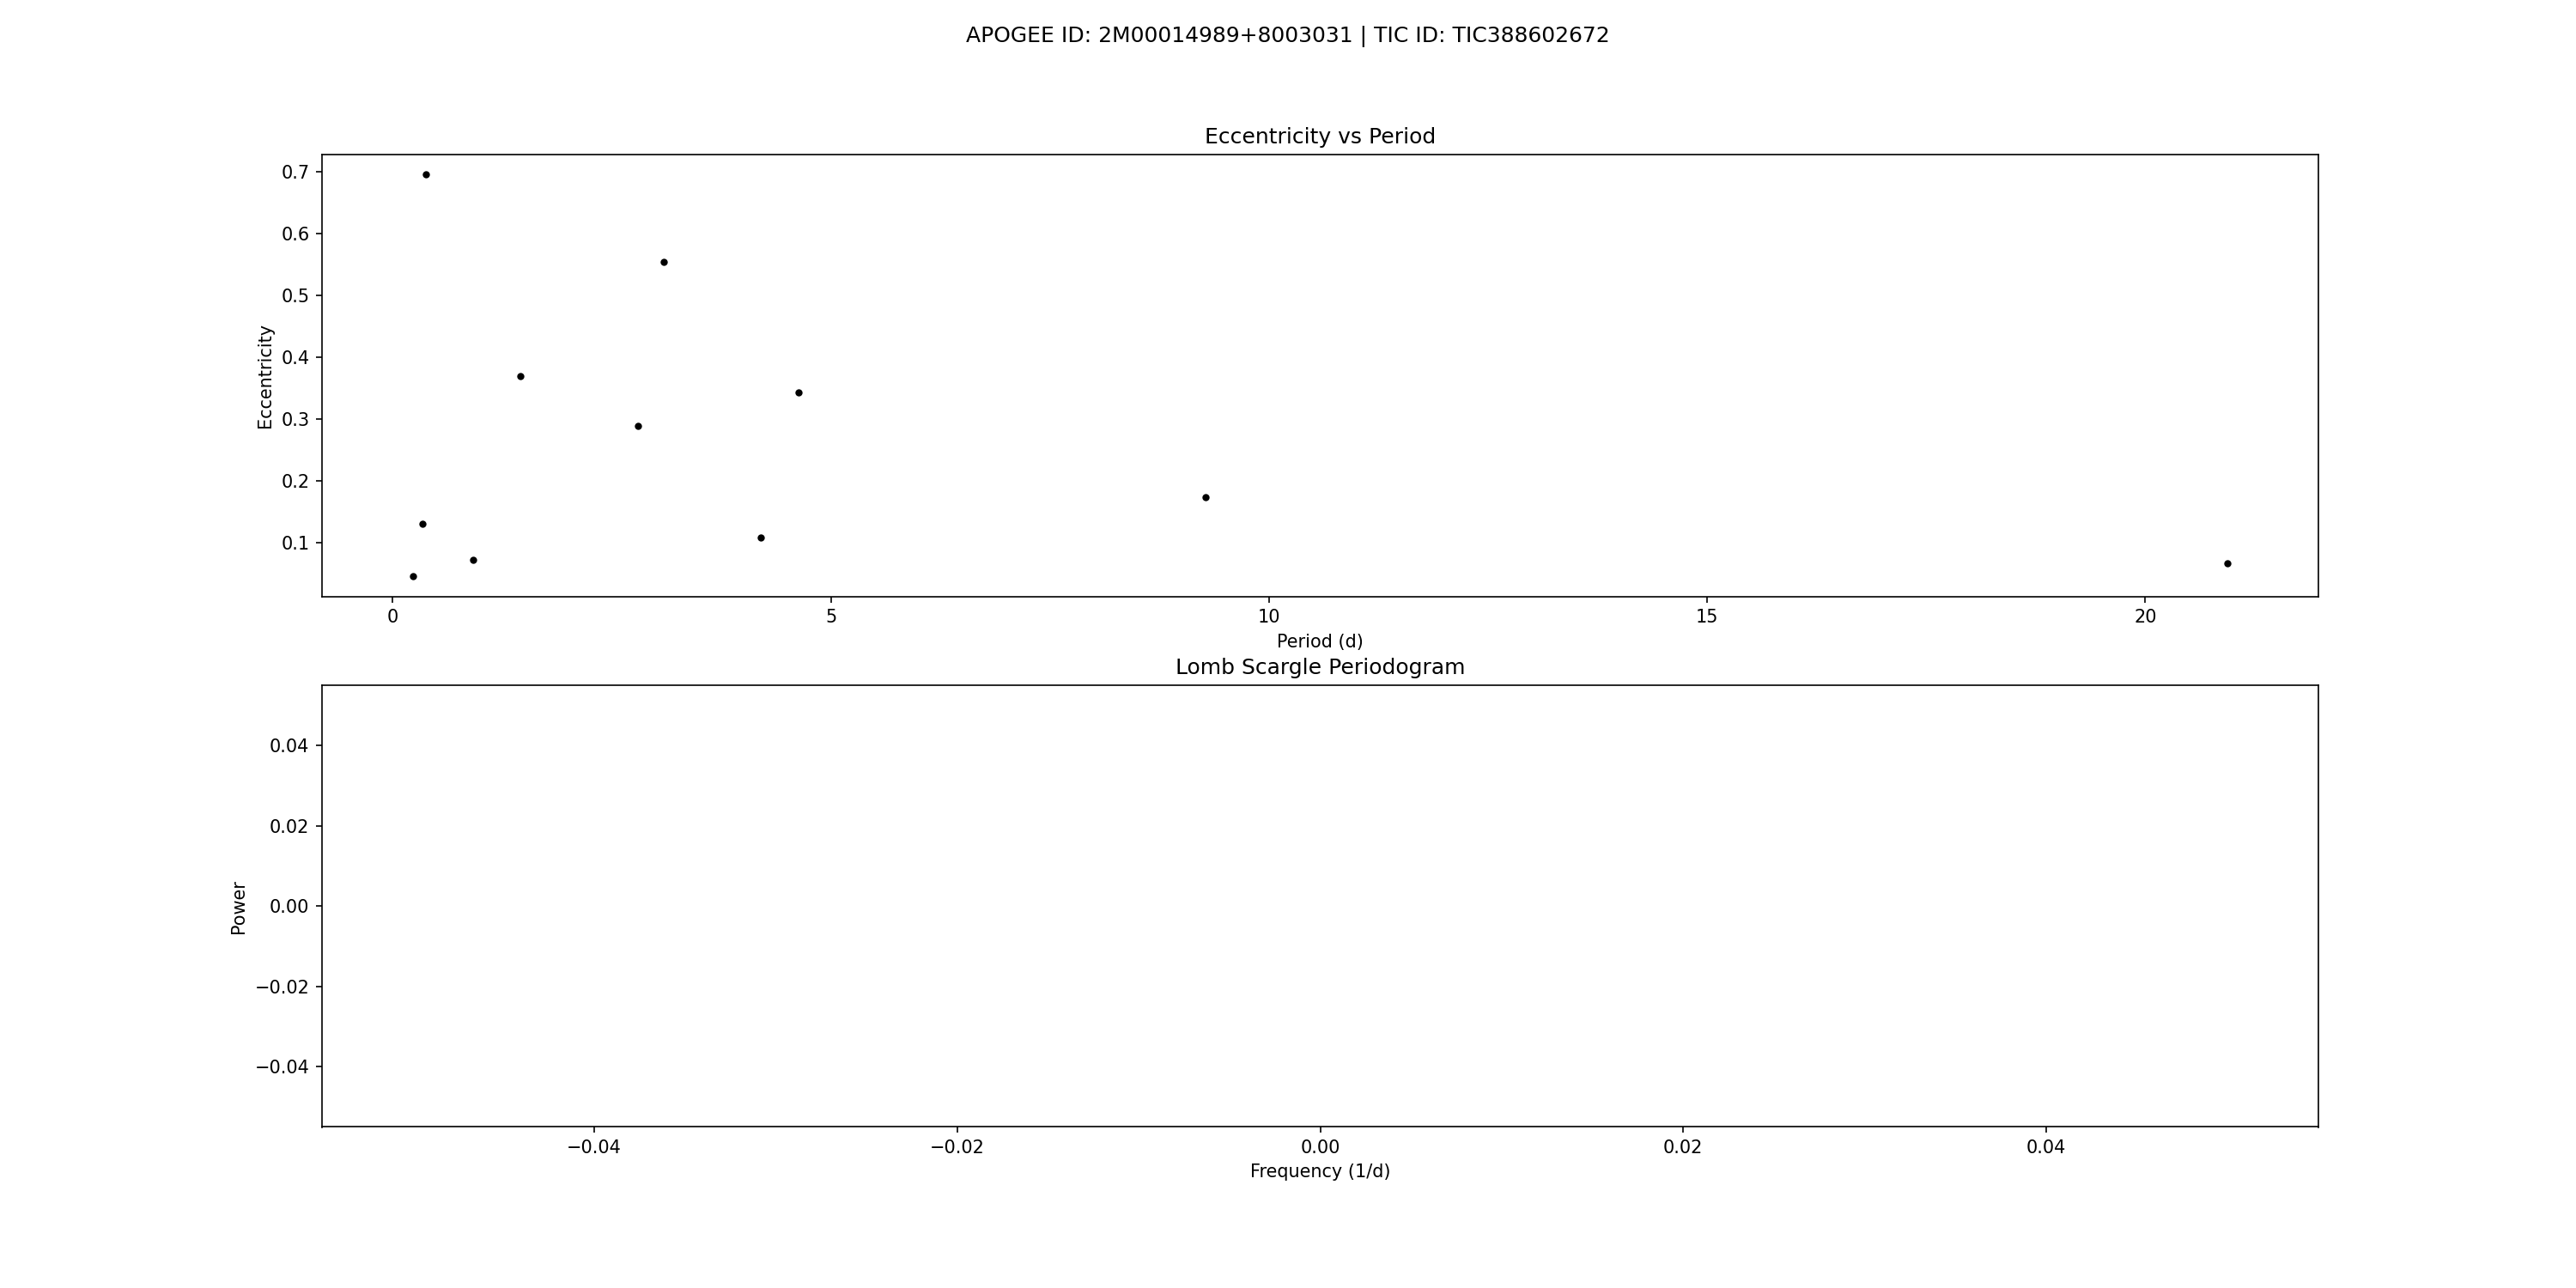 APOGEE ID: 2M00014989+8003031 | TIC ID: TIC388602672
Eccentricity vs Period
0.7
0.6
0.5
0.4
0.3
0.2
0.1
Eccentricity
0 5 10 15 20
Period (d)
Lomb Scargle Periodogram
0.04
0.02
0.00
−0.02
−0.04
Power
−0.04 −0.02 0.00 0.02 0.04
Frequency (1/d)